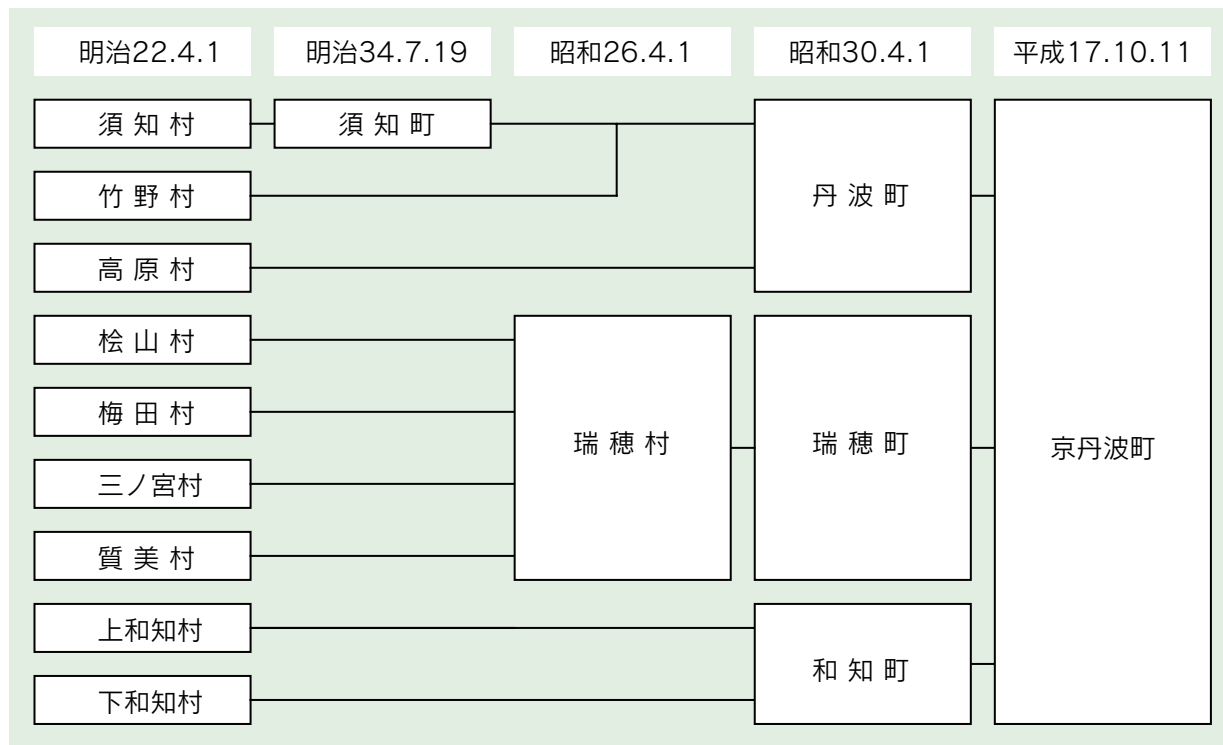 明治22.4.1 明治34.7.19 昭和26.4.1 昭和30.4.1 平成17.10.11
須知村 須知町
竹野村
丹波町
高原村
桧山村
梅田村
瑞穂村 瑞穂町 京丹波町
三ノ宮村
質美村
上和知村
和知町
下和知村